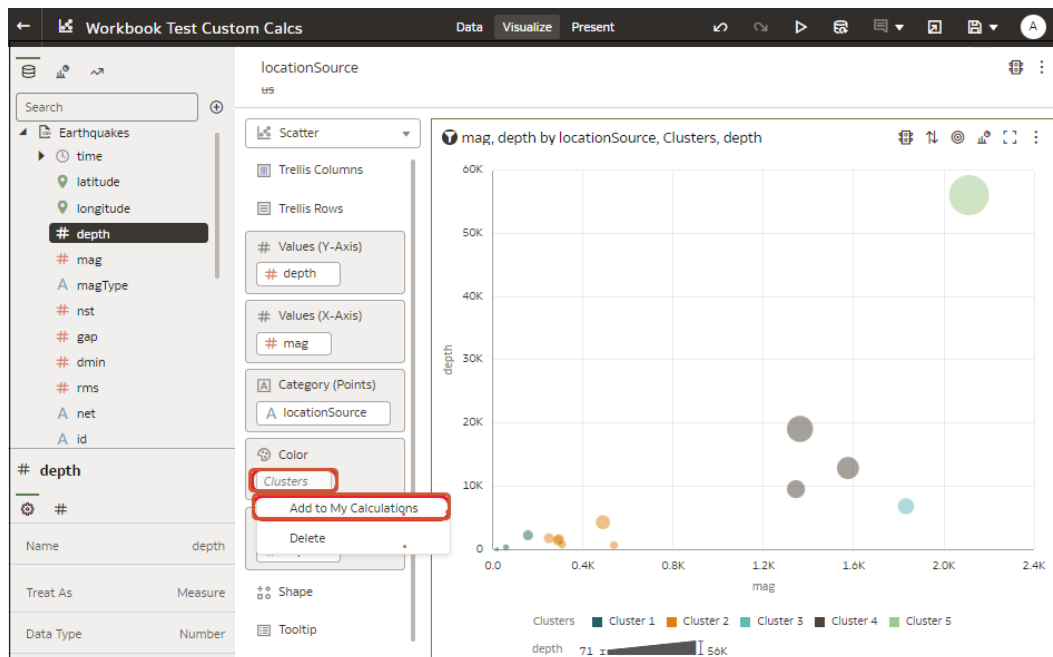 Workbook Test Custom Calcs
Data Visualize Present
A
Search
Earthquakes
time
latitude
longitude
# depth
# mag
A magType
# nst
# gap
# dmin
# rms
A net
A id
# depth
#
Name depth
Treat As Measure
Data Type Number
locationSource
us
Scatter
Trellis Columns
Trellis Rows
# Values (Y-Axis)
# depth
# Values (X-Axis)
# mag
A Category (Points)
A locationSource
Color
Clusters
Add to My Calculations
Delete
Shape
Tooltip
mag, depth by locationSource, Clusters, depth
60K
50K
40K
30K
20K
10K
0
depth
0.0 0.4K 0.8K 1.2K 1.6K 2.0K 2.4K
mag
Clusters Cluster 1 Cluster 2 Cluster 3 Cluster 4 Cluster 5
depth 71 56K